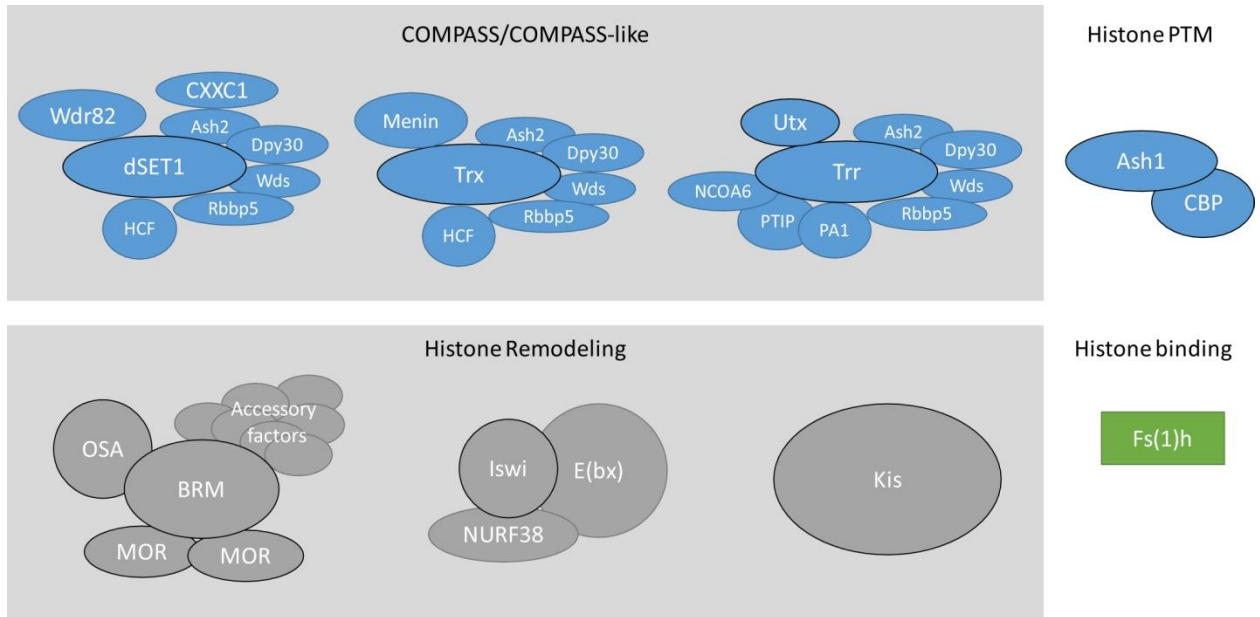 COMPASS/COMPASS-like
Histone PTM
CXXC1
Wdr82
Ash2
Dpy30
dSET1
Wds
Rbbp5
HCF
Menin
Ash2
Dpy30
Trx
Wds
Rbbp5
HCF
Utx
Ash2
Dpy30
Trr
Wds
NCOA6
Rbbp5
PTIP
PA1
Ash1
CBP
Histone Remodeling
Histone binding
Accessory
factors
OSA
BRM
MOR
MOR
Iswi
E(bx)
NURF38
Kis
Fs(1)h